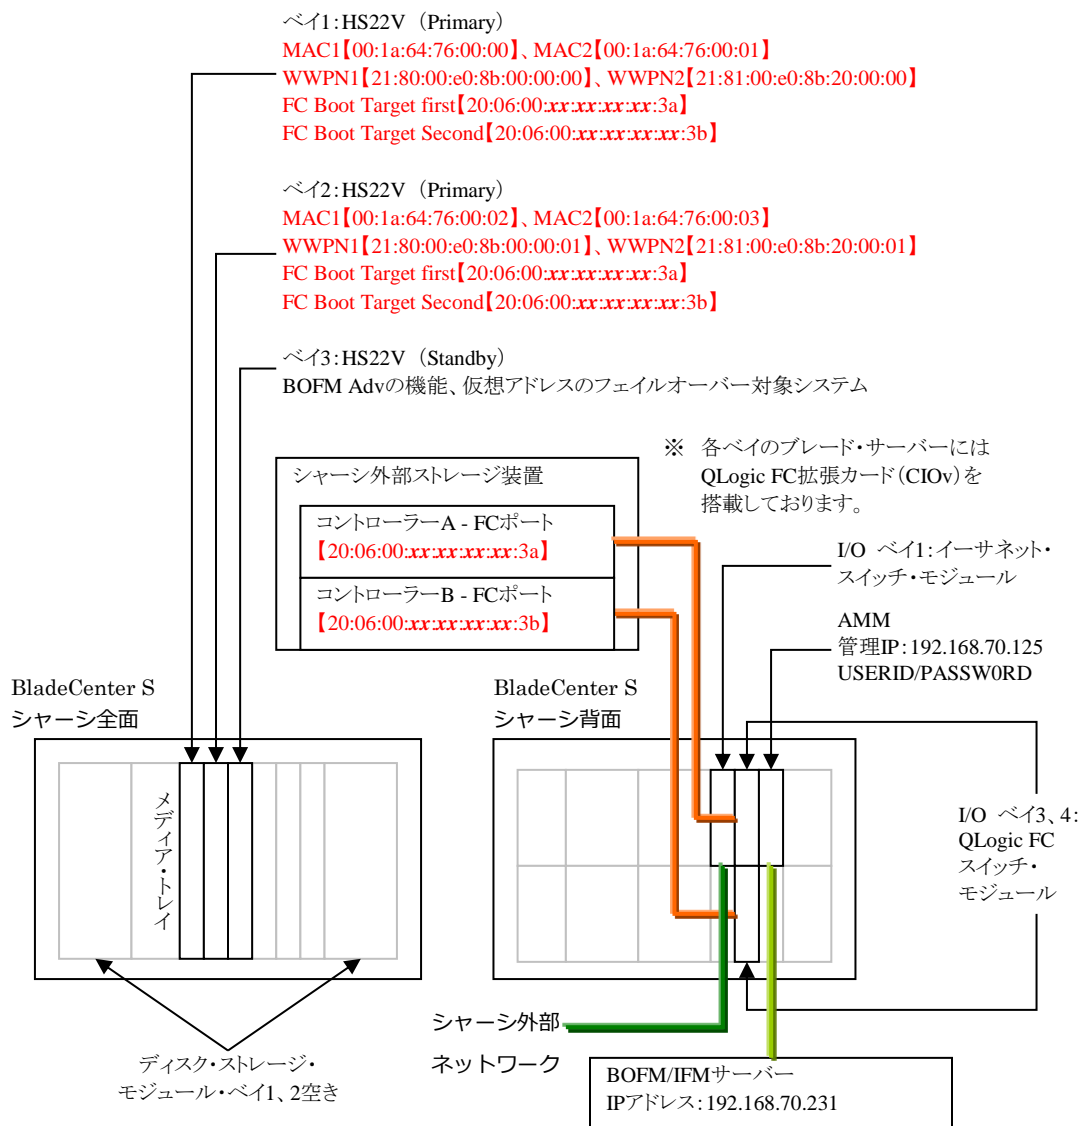 ベイ1:HS22V (Primary)
MAC1【00:1a:64:76:00:00】、MAC2【00:1a:64:76:00:01】
WWPN1【21:80:00:e0:8b:00:00:00】、WWPN2【21:81:00:e0:8b:20:00:00】
FC Boot Target first【20:06:00:xx:xx:xx:xx:3a】
FC Boot Target Second【20:06:00:xx:xx:xx:xx:3b】
ベイ2:HS22V (Primary)
MAC1【00:1a:64:76:00:02】、MAC2【00:1a:64:76:00:03】
WWPN1【21:80:00:e0:8b:00:00:01】、WWPN2【21:81:00:e0:8b:20:00:01】
FC Boot Target first【20:06:00:xx:xx:xx:xx:3a】
FC Boot Target Second【20:06:00:xx:xx:xx:xx:3b】
ベイ3:HS22V (Standby)
BOFM Advの機能、仮想アドレスのフェイルオーバー対象システム
※ 各ベイのブレード・サーバーには
QLogic FC拡張カード(CIOv)を
搭載しております。
シャーシ外部ストレージ装置
コントローラーA - FCポート
【20:06:00:xx:xx:xx:xx:3a】
コントローラーB - FCポート
【20:06:00:xx:xx:xx:xx:3b】
I/O ベイ1:イーサネット・
スイッチ・モジュール
AMM
管理IP:192.168.70.125
USERID/PASSW0RD
BladeCenter S
シャーシ全面
BladeCenter S
シャーシ背面
メディア・トレイ
I/O ベイ3、4:
QLogic FC
スイッチ・
モジュール
シャーシ外部
ネットワーク
ディスク・ストレージ・
モジュール・ベイ1、2空き
BOFM/IFMサーバー
IPアドレス:192.168.70.231